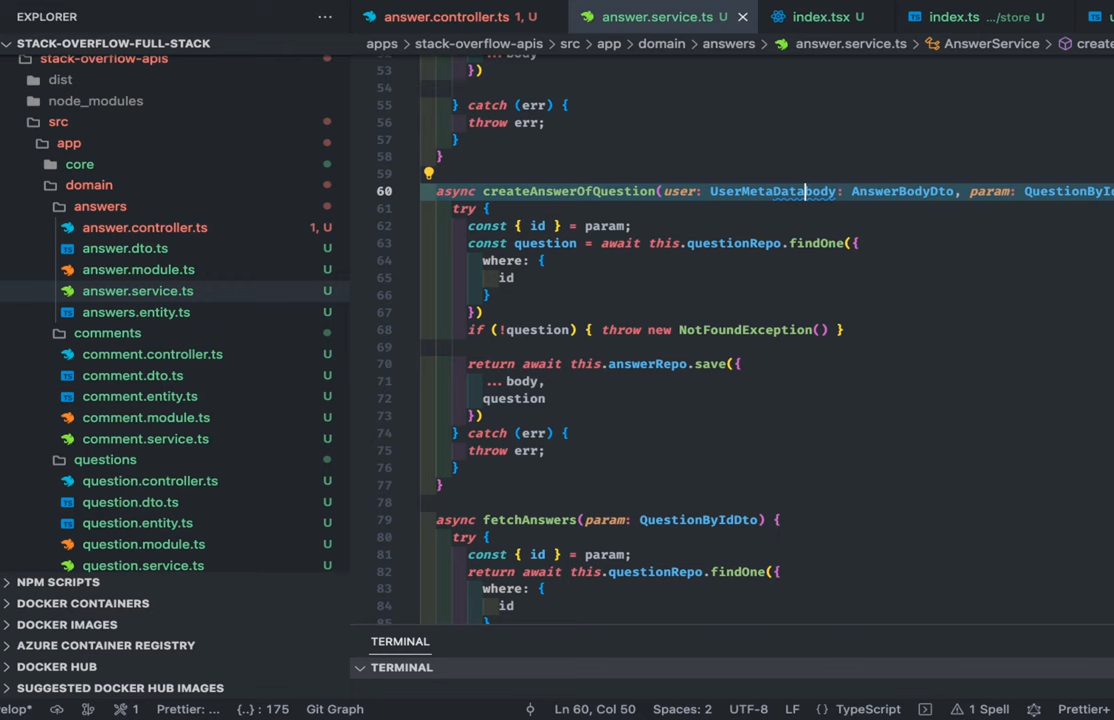 EXPLORER
STACK-OVERFLOW-FULL-STACK
stack-overflow-apis
dist
node_modules
src
app
core
domain
answers
answer.controller.ts 1, U
answer.dto.ts U
answer.module.ts U
answer.service.ts U
answers.entity.ts U
comments
comment.controller.ts U
comment.dto.ts U
comment.entity.ts U
comment.module.ts U
comment.service.ts U
questions
question.controller.ts U
question.dto.ts U
question.entity.ts U
question.module.ts U
question.service.ts U
NPM SCRIPTS
DOCKER CONTAINERS
DOCKER IMAGES
AZURE CONTAINER REGISTRY
DOCKER HUB
SUGGESTED DOCKER HUB IMAGES
answer.controller.ts 1, U answer.service.ts U index.tsx U index.ts .../store U
apps > stack-overflow-apis > src > app > domain > answers > answer.service.ts > AnswerService > create
53 })
54
55 } catch (err) {
56 throw err;
57 }
58 }
59
60 async createAnswerOfQuestion(user: UserMetaDatabody: AnswerBodyDto, param: QuestionById
61 try {
62 const { id } = param;
63 const question = await this.questionRepo.findOne({
64 where: {
65 id
66 }
67 })
68 if (!question) { throw new NotFoundException() }
69
70 return await this.answerRepo.save({
71 ...body,
72 question
73 })
74 } catch (err) {
75 throw err;
76 }
77 }
78
79 async fetchAnswers(param: QuestionByIdDto) {
80 try {
81 const { id } = param;
82 return await this.questionRepo.findOne({
83 where: {
84 id
85 }
TERMINAL
TERMINAL
velop* 1 Prettier: ... {..} : 175 Git Graph Ln 60, Col 50 Spaces: 2 UTF-8 LF {} TypeScript 1 Spell Prettier+